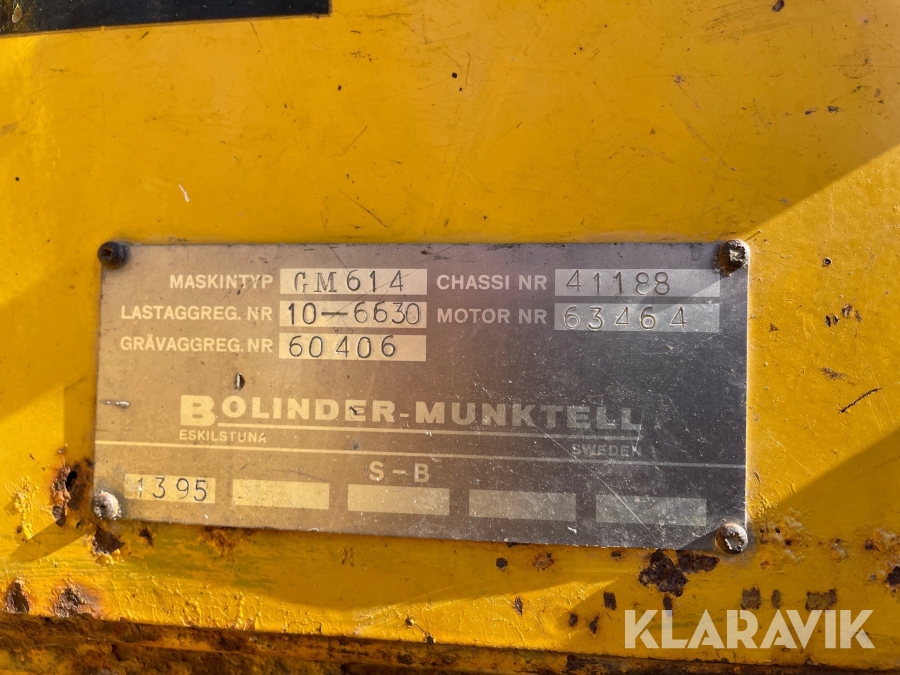 MASKINTYP GM614 CHASSI NR 41188
LASTAGGREG. NR 10-6630 MOTOR NR 63464
GRÄVAGGREG. NR 60406
BOLINDER-MUNKTELL
ESKILSTUNA SWEDEN
S-B
1395
KLARAVIK